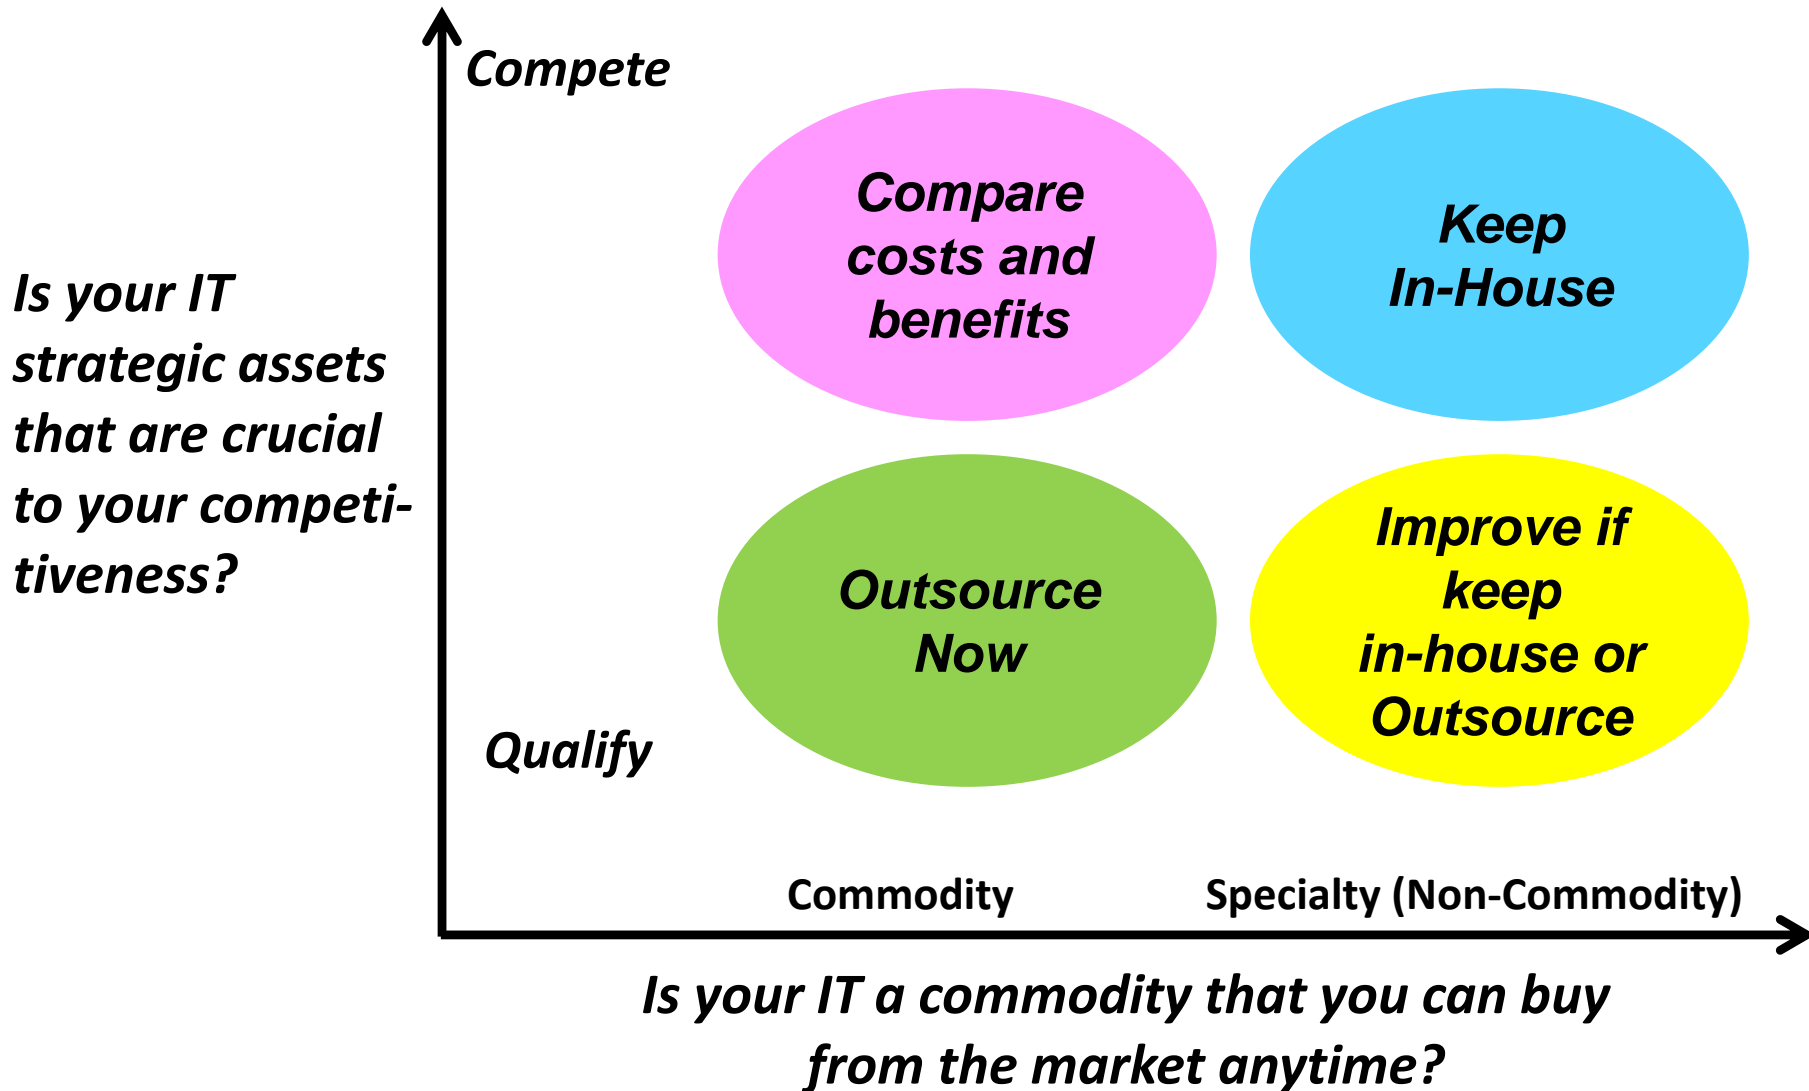 Compete
Compare
costs and
benefits
Keep
In-House
Is your IT
strategic assets
that are crucial
to your competi-
tiveness?
Outsource
Now
Improve if
keep
in-house or
Outsource
Qualify
Commodity
Specialty (Non-Commodity)
Is your IT a commodity that you can buy
from the market anytime?